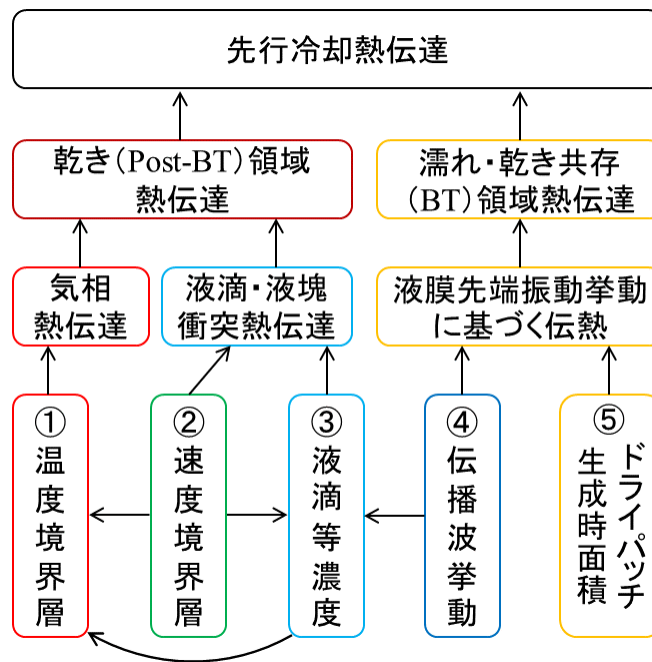 先行冷却熱伝達
乾き（Post-BT）領域
熱伝達
濡れ・乾き共存
（BT）領域熱伝達
気相
熱伝達
液滴・液塊
衝突熱伝達
液膜先端振動挙動
に基づく伝熱
①温度境界層
②速度境界層
③液滴等濃度
④伝播波挙動
⑤
ドライパッチ
生成時面積